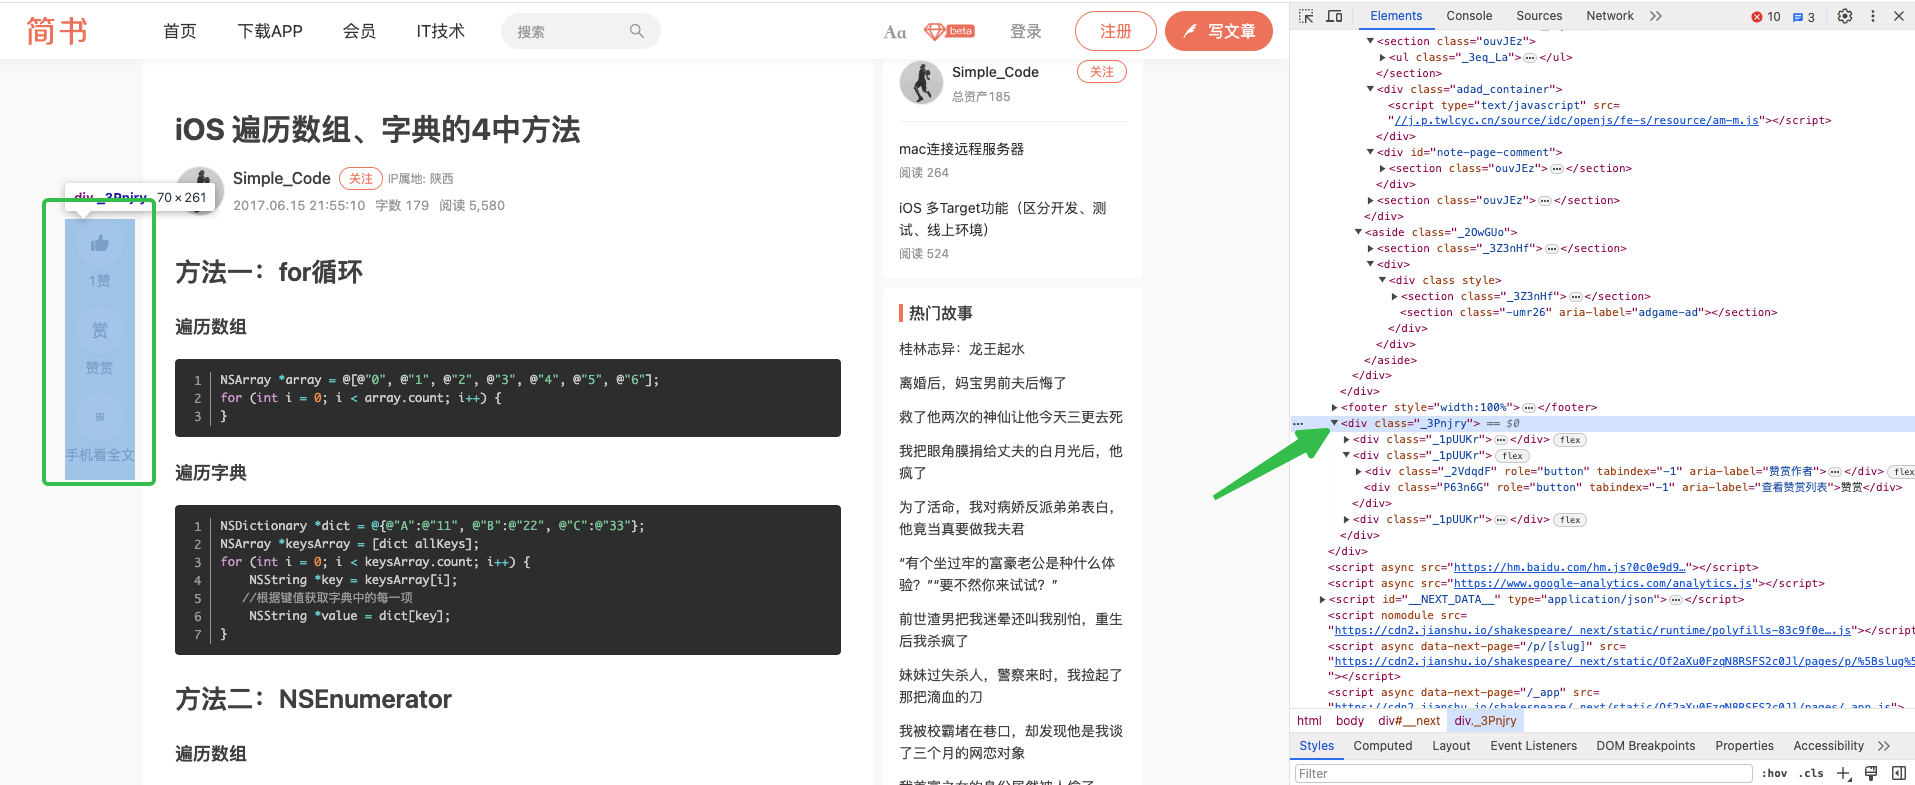 简书
首页 下载APP 会员 IT技术 搜索 Aa beta 登录 注册 写文章
iOS 遍历数组、字典的4中方法
Simple_Code 关注 IP属地: 陕西
2017.06.15 21:55:10 字数 179 阅读 5,580
div._3Pnjry 70 × 261
1赞
赏
赞赏
手机看全文
方法一：for循环
遍历数组
1 NSArray *array = @[@"0", @"1", @"2", @"3", @"4", @"5", @"6"];
2 for (int i = 0; i < array.count; i++) {
3 }
遍历字典
1 NSDictionary *dict = @{@"A":@"11", @"B":@"22", @"C":@"33"};
2 NSArray *keysArray = [dict allKeys];
3 for (int i = 0; i < keysArray.count; i++) {
4 NSString *key = keysArray[i];
5 //根据键值获取字典中的每一项
6 NSString *value = dict[key];
7 }
方法二：NSEnumerator
遍历数组
Simple_Code 关注
总资产185
mac连接远程服务器
阅读 264
iOS 多Target功能（区分开发、测
试、线上环境）
阅读 524
热门故事
桂林志异：龙王起水
离婚后，妈宝男前夫后悔了
救了他两次的神仙让他今天三更去死
我把眼角膜捐给丈夫的白月光后，他
疯了
为了活命，我对病娇反派弟弟表白，
他竟当真要做我夫君
“有个坐过牢的富豪老公是种什么体
验？”“要不然你来试试？”
前世渣男把我迷晕还叫我别怕，重生
后我杀疯了
妹妹过失杀人，警察来时，我捡起了
那把滴血的刀
我被校霸堵在巷口，却发现他是我谈
了三个月的网恋对象
Elements Console Sources Network 10 3
<section class="ouvJEz">
<ul class="_3eq_La">…</ul>
</section>
<div class="adad_container">
<script type="text/javascript" src=
"//j.p.twlcyc.cn/source/idc/openjs/fe-s/resource/am-m.js"></script>
</div>
<div id="note-page-comment">
<section class="ouvJEz">…</section>
</div>
<section class="ouvJEz">…</section>
</div>
<aside class="_2OwGUo">
<section class="_3Z3nHf">…</section>
<div>
<div class style>
<section class="_3Z3nHf">…</section>
<section class="-umr26" aria-label="adgame-ad"></section>
</div>
</div>
</aside>
</div>
</div>
<footer style="width:100%">…</footer>
<div class="_3Pnjry"> == $0
<div class="_1pUUKr">…</div> flex
<div class="_1pUUKr"> flex
<div class="_2VdqdF" role="button" tabindex="-1" aria-label="赞赏作者">…</div> flex
<div class="P63n6G" role="button" tabindex="-1" aria-label="查看赞赏列表">赞赏</div>
</div>
<div class="_1pUUKr">…</div> flex
</div>
</div>
<script async src="https://hm.baidu.com/hm.js?0c0e9d9…"></script>
<script async src="https://www.google-analytics.com/analytics.js"></script>
<script id="__NEXT_DATA__" type="application/json">…</script>
<script nomodule src=
"https://cdn2.jianshu.io/shakespeare/_next/static/runtime/polyfills-83c9f0e….js"></script
<script async data-next-page="/p/[slug]" src=
"https://cdn2.jianshu.io/shakespeare/_next/static/Of2aXu0FzqN8RSFS2c0Jl/pages/p/%5Bslug%5
"></script>
<script async data-next-page="/_app" src=
"https://cdn2.jianshu.io/shakespeare/_next/static/Of2aXu0FzqN8RSFS2c0Jl/pages/_app.js">
html body div#__next div._3Pnjry
Styles Computed Layout Event Listeners DOM Breakpoints Properties Accessibility
Filter :hov .cls